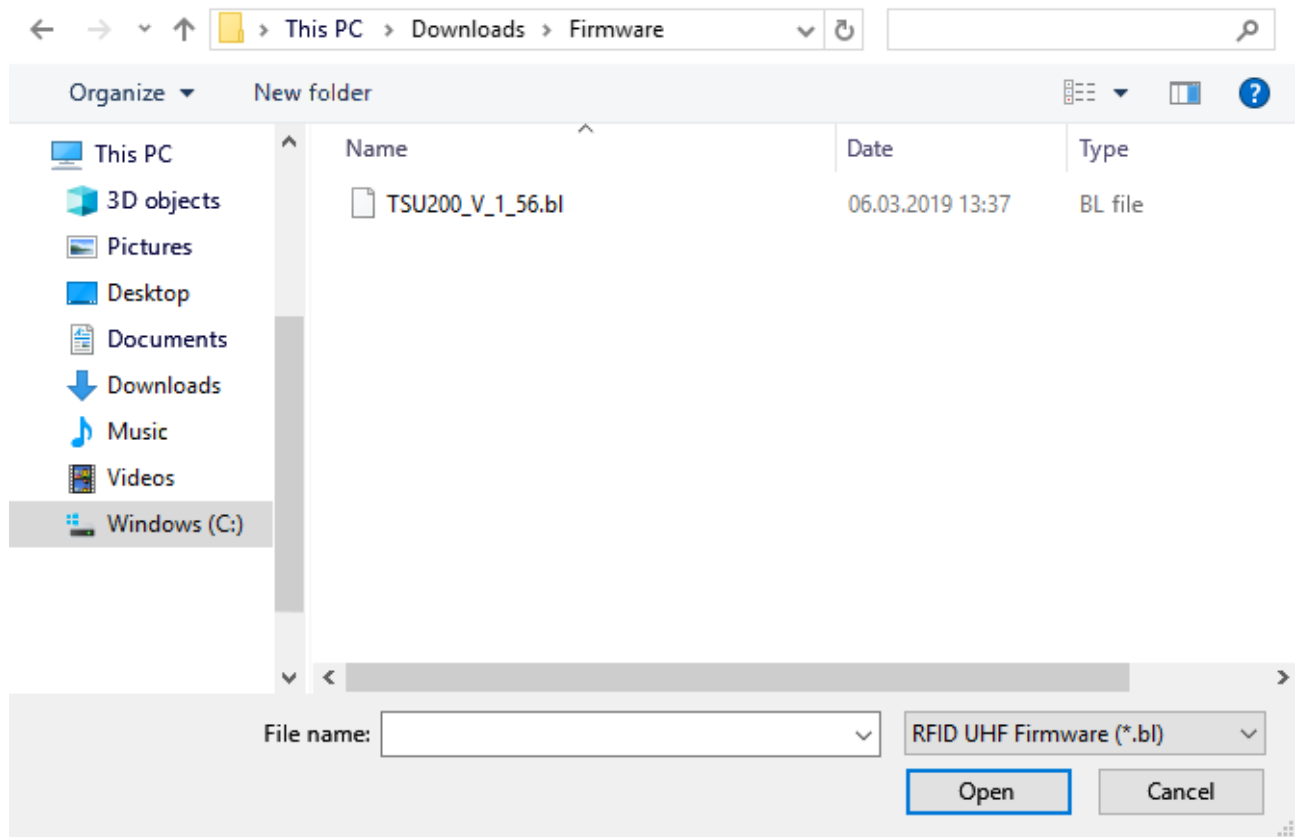 This PC > Downloads > Firmware
Organize New folder ?
Name Date Type
TSU200_V_1_56.bl 06.03.2019 13:37 BL file
This PC
3D objects
Pictures
Desktop
Documents
Downloads
Music
Videos
Windows (C:)
File name: RFID UHF Firmware (*.bl)
Open Cancel